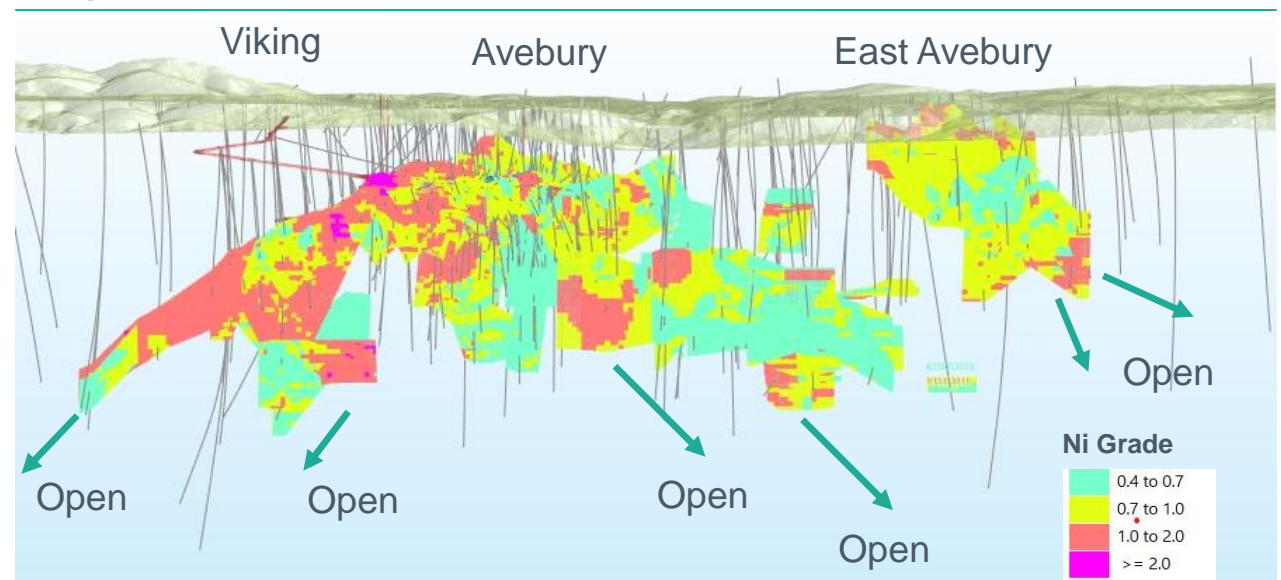 Viking
Avebury
East Avebury
Open
Open
Open
Open
Open
Ni Grade
0.4 to 0.7
0.7 to 1.0
1.0 to 2.0
>= 2.0